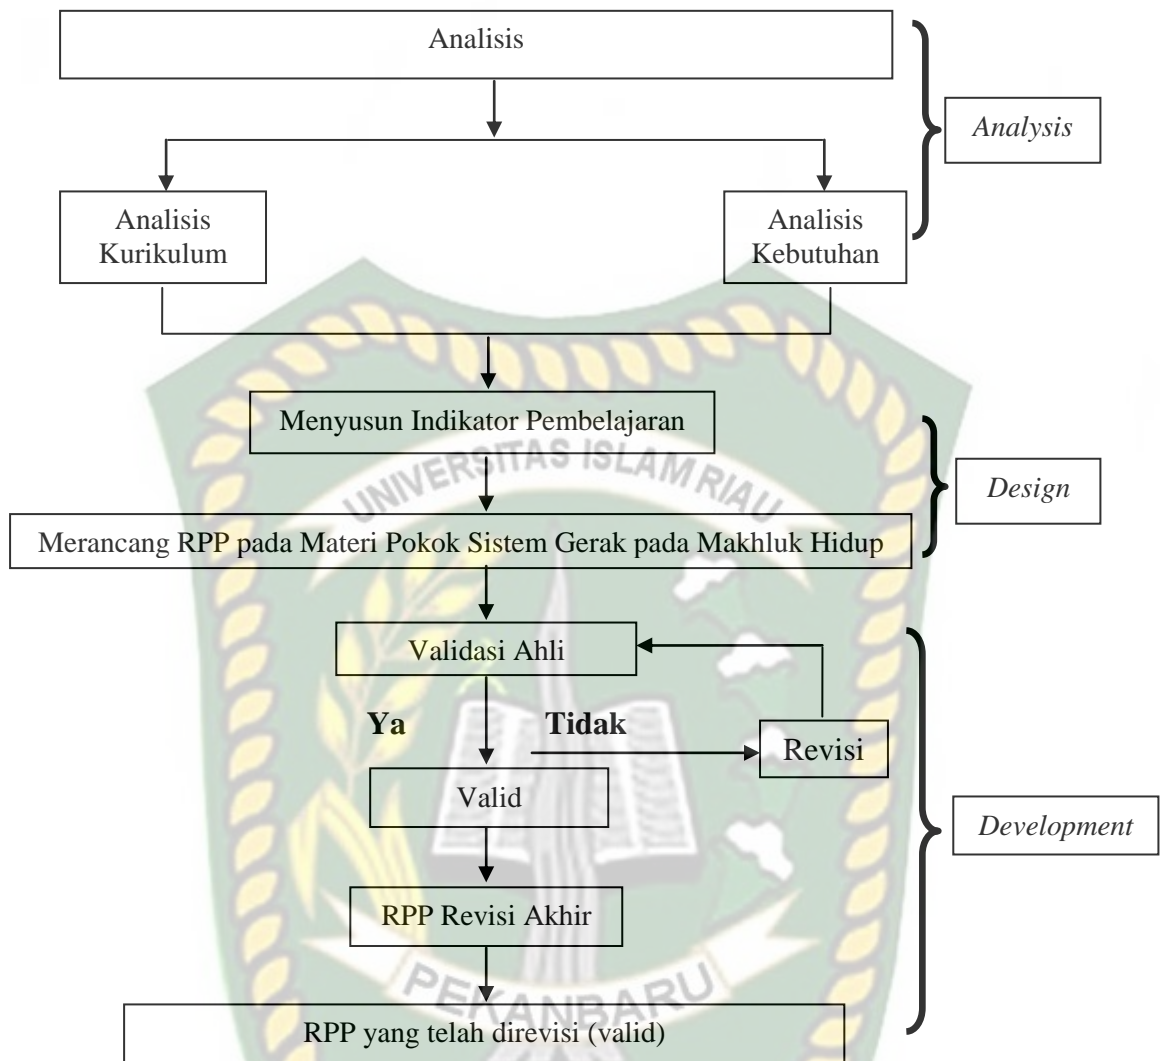 Analisis
Analysis
Analisis
Kurikulum
Analisis
Kebutuhan
Menyusun Indikator Pembelajaran
UNIVERSITAS ISLAM RIAU
Design
Merancang RPP pada Materi Pokok Sistem Gerak pada Makhluk Hidup
Validasi Ahli
Ya
Tidak
Revisi
Valid
Development
RPP Revisi Akhir
PEKANBARU
RPP yang telah direvisi (valid)